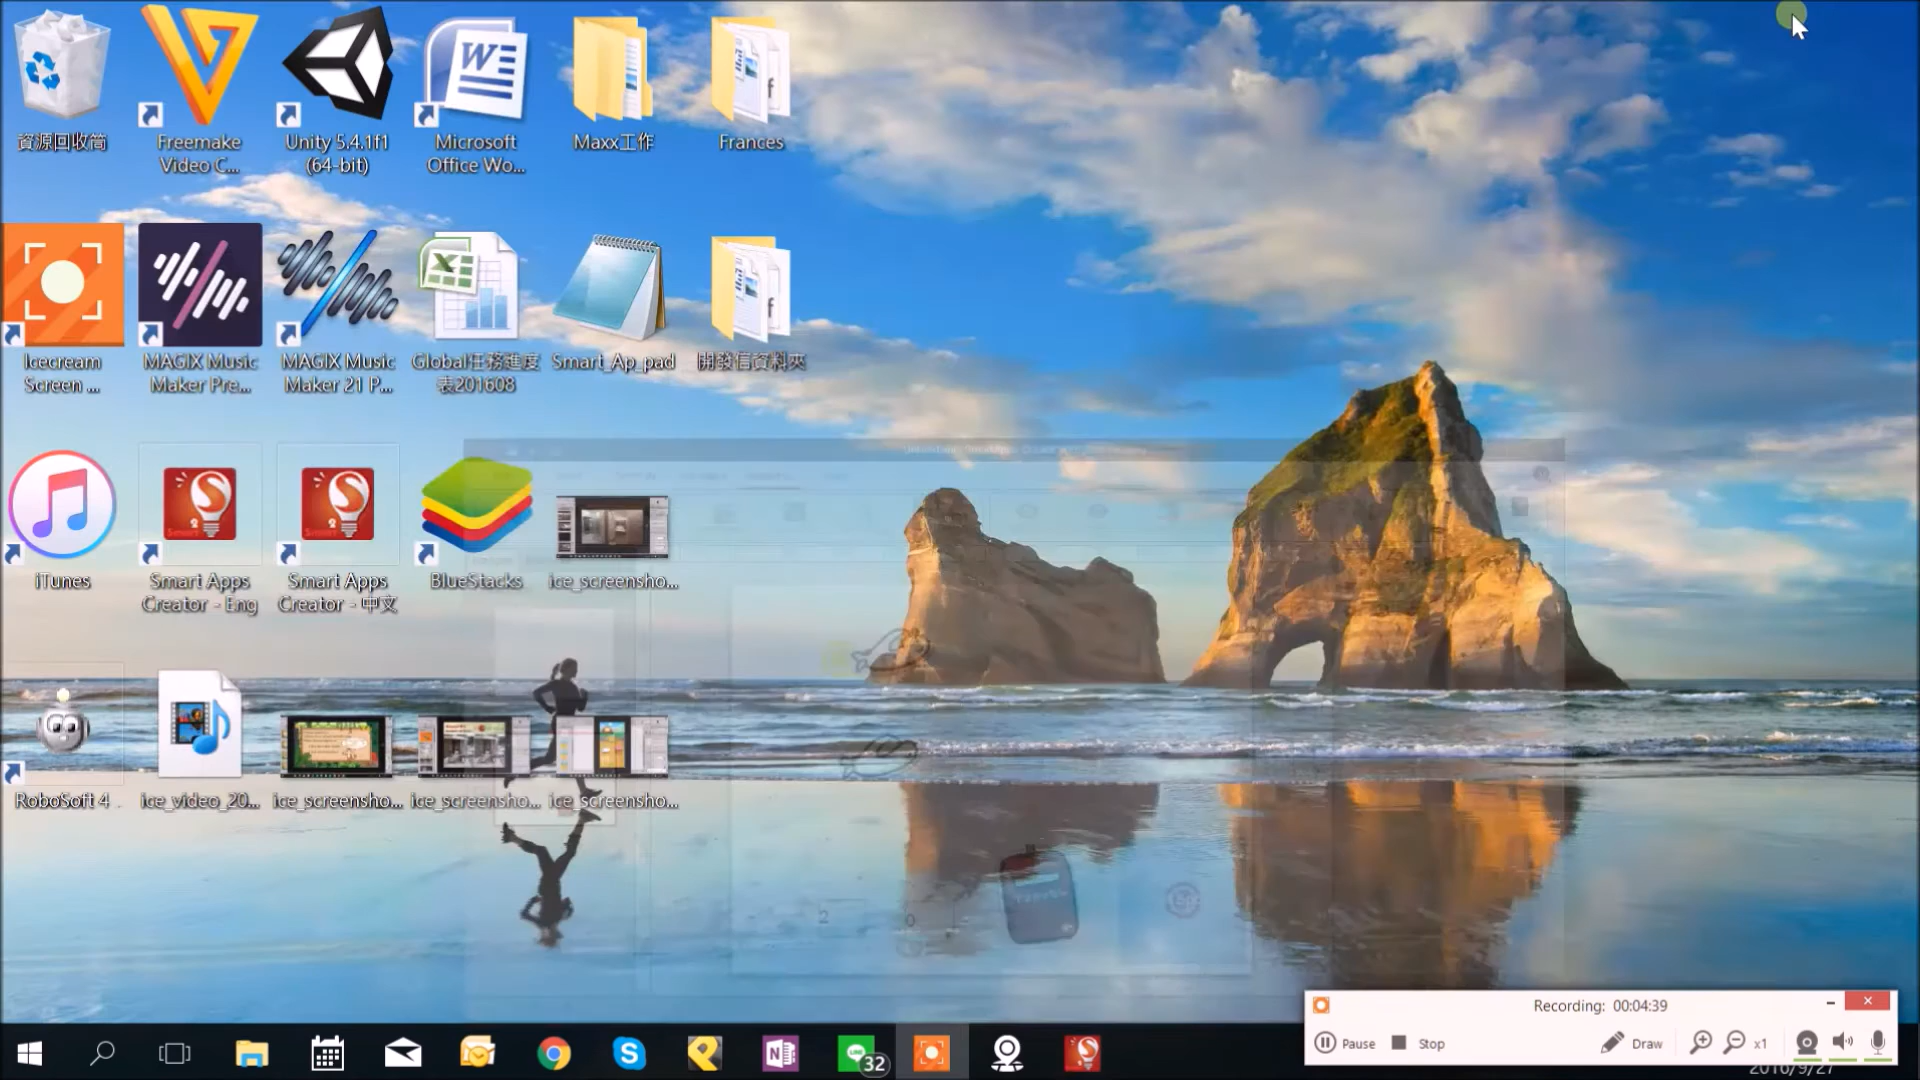 資源回收筒
Freemake
Video C...
Unity 5.4.1f1
(64-bit)
Microsoft
Office Wo...
Maxx工作
Frances
Icecream
Screen ...
MAGIX Music
Maker Pre...
MAGIX Music
Maker 21 P...
Global任務進度
表201608
Smart_Ap_pad
開發信資料夾
iTunes
Smart Apps
Creator - Eng
Smart Apps
Creator - 中文
BlueStacks
ice_screensho...
RoboSoft 4
ice_video_20...
ice_screensho...
ice_screensho...
ice_screensho...
Recording: 00:04:39
Pause
Stop
Draw
x1
LINE
32
2016/9/27